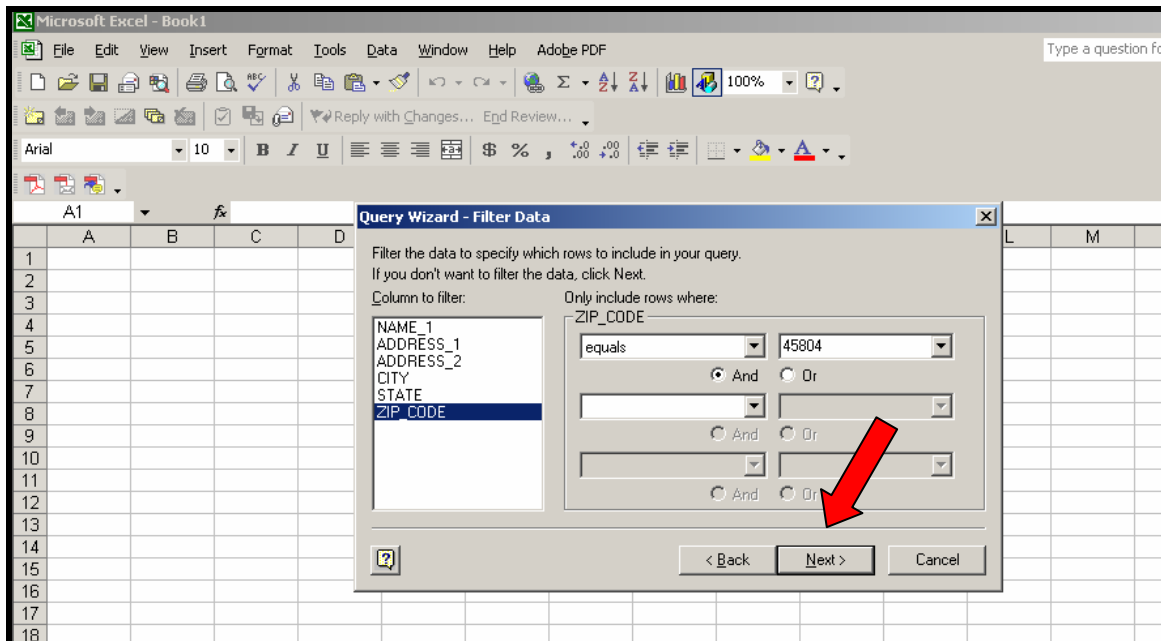 Microsoft Excel - Book1
File Edit View Insert Format Tools Data Window Help Adobe PDF Type a question fo
100%
Reply with Changes... End Review...
Arial 10 B I U $ % ,
A1 fx
A B C D L M
Query Wizard - Filter Data
Filter the data to specify which rows to include in your query.
If you don't want to filter the data, click Next.
Column to filter: Only include rows where:
NAME_1
ADDRESS_1
ADDRESS_2
CITY
STATE
ZIP_CODE
ZIP_CODE
equals 45804
And Or
And Or
And Or
< Back Next > Cancel
1
2
3
4
5
6
7
8
9
10
11
12
13
14
15
16
17
18